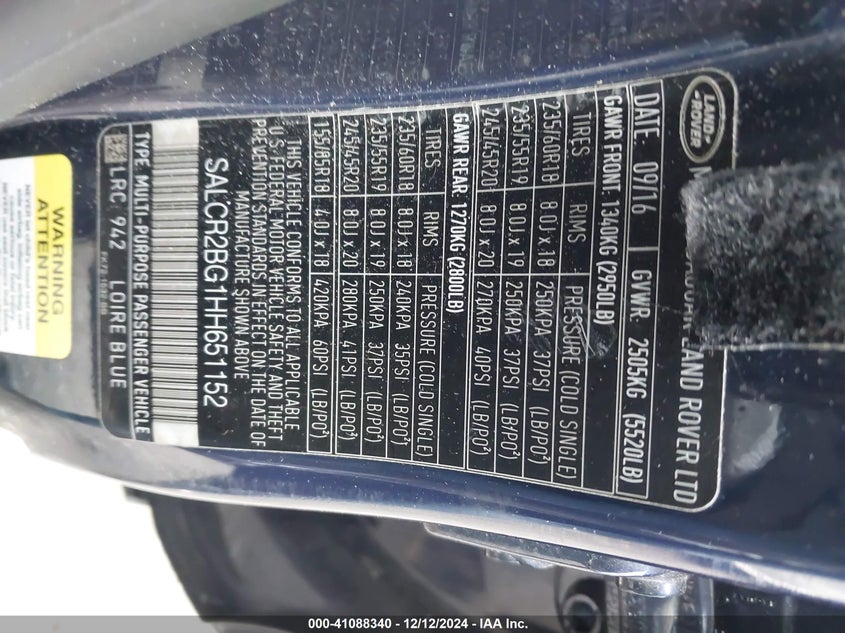 LAND-
ROVER
JAGUAR LAND ROVER LTD
DATE: 09/16 GVWR: 2505KG (5520LB)
GAWR FRONT: 1340KG (2950LB)
TIRES RIMS PRESSURE (COLD SINGLE)
235/60R18 8.0J x 18 250KPA 37PSI (LB/PO²)
235/55R19 8.0J x 19 250KPA 37PSI (LB/PO²)
245/45R20 8.0J x 20 270KPA 40PSI (LB/PO²)
GAWR REAR: 1270KG (2800LB)
TIRES RIMS PRESSURE (COLD SINGLE)
235/60R18 8.0J x 18 240KPA 35PSI (LB/PO²)
235/55R19 8.0J x 19 250KPA 37PSI (LB/PO²)
245/45R20 8.0J x 20 280KPA 41PSI (LB/PO²)
155/85R18 4.0J x 18 420KPA 60PSI (LB/PO²)
THIS VEHICLE CONFORMS TO ALL APPLICABLE
U.S. FEDERAL MOTOR VEHICLE SAFETY AND THEFT
PREVENTION STANDARDS IN EFFECT ON THE DATE OF
MANUFACTURE SHOWN ABOVE
SALCR2BG1HH651152
TYPE: MULTI-PURPOSE PASSENGER VEHICLE
LRC 942 LOIRE BLUE
WARNING
ATTENTION
000-41088340 - 12/12/2024 - IAA Inc.